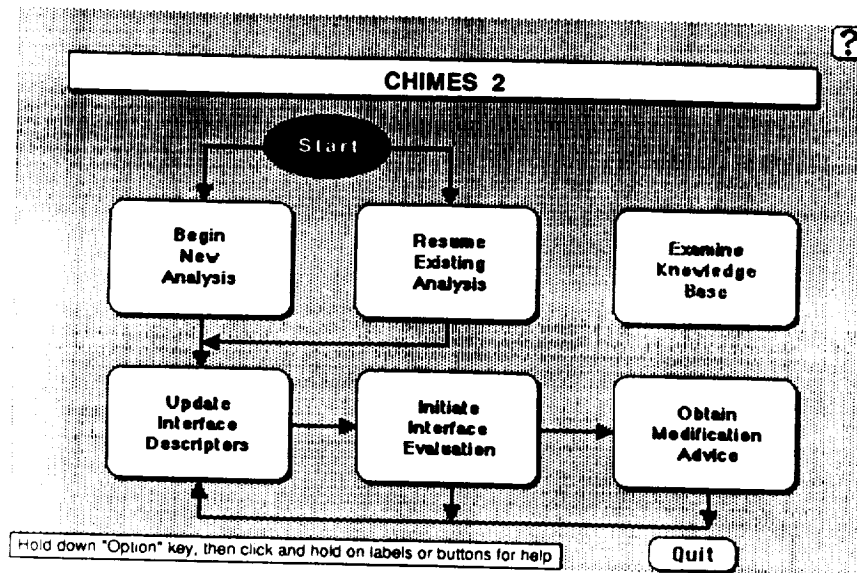 ?
CHIMES 2
Start
Begin
New
Analysis
Resume
Existing
Analysis
Examine
Knowledge
Base
Update
Interface
Descriptors
Initiate
Interface
Evaluation
Obtain
Modification
Advice
Hold down "Option" key, then click and hold on labels or buttons for help
Quit